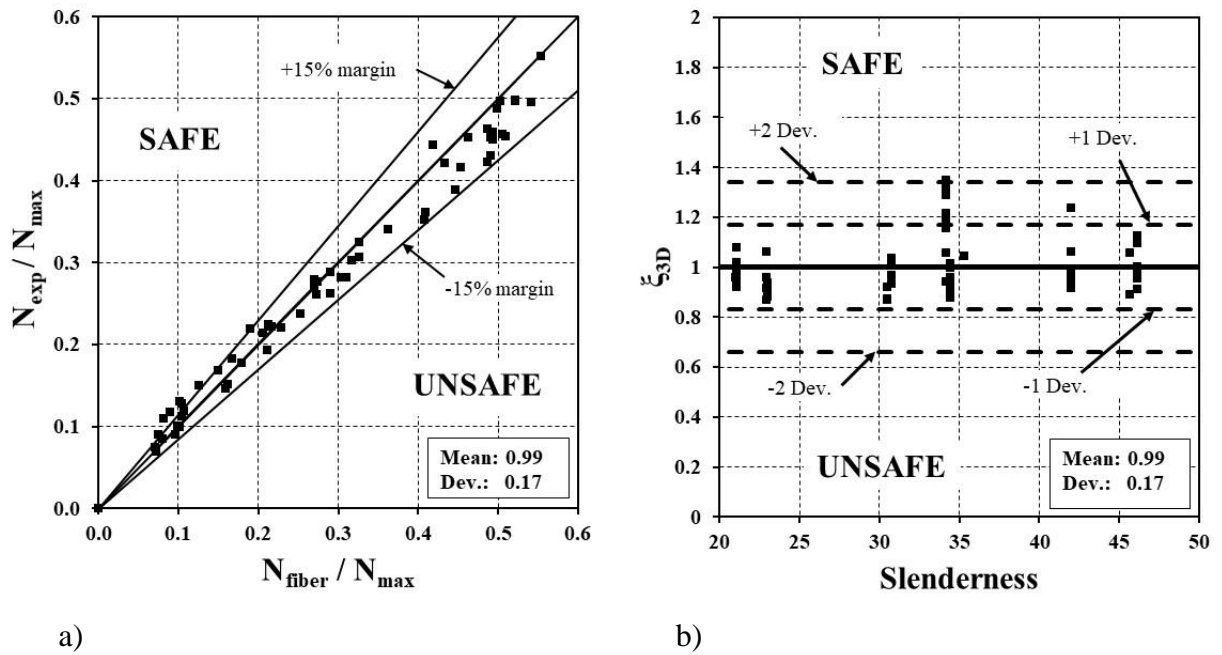 0.6
0.5
0.4
0.3
0.2
0.1
0.0
0.0 0.1 0.2 0.3 0.4 0.5 0.6
N_exp / N_max
N_fiber / N_max
+15% margin
SAFE
-15% margin
UNSAFE
Mean: 0.99
Dev.: 0.17
a)
2
1.8
1.6
1.4
1.2
1
0.8
0.6
0.4
0.2
0
20 25 30 35 40 45 50
ξ3D
Slenderness
SAFE
+2 Dev.
+1 Dev.
-2 Dev.
-1 Dev.
UNSAFE
Mean: 0.99
Dev.: 0.17
b)